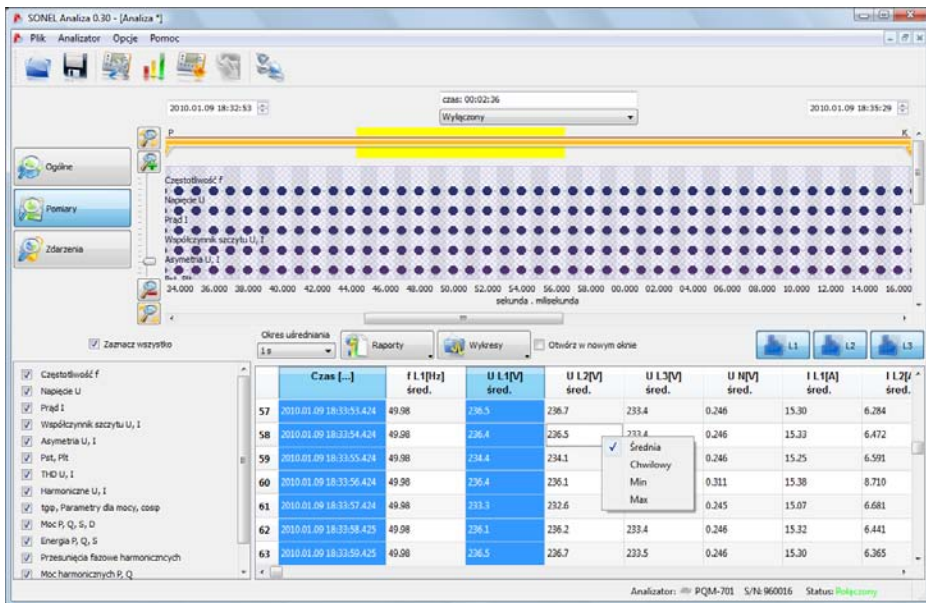 SONEL Analiza 0.30 - [Analiza *]
Plik Analizator Opcje Pomoc
czas: 00:02:36
2010.01.09 18:32:53
2010.01.09 18:35:29
Wyłączony
P K
Ogólne
Pomiary
Zdarzenia
Częstotliwość f
Napięcie U
Prąd I
Współczynnik szczytu U, I
Asymetria U, I
Pst, Plt
34.000 36.000 38.000 40.000 42.000 44.000 46.000 48.000 50.000 52.000 54.000 56.000 58.000 00.000 02.000 04.000 06.000 08.000 10.000 12.000 14.000 16.000
sekunda . milisekunda
Zaznacz wszystko
Okres uśredniania
1 s
Raporty
Wykresy
Otwórz w nowym oknie
L1 L2 L3
Częstotliwość f
Napięcie U
Prąd I
Współczynnik szczytu U, I
Asymetria U, I
Pst, Plt
THD U, I
Harmoniczne U, I
tgφ, Parametry dla mocy, cosφ
Moc P, Q, S, D
Energia P, Q, S
Przesunięcia fazowe harmonicznych
Moc harmonicznych P, Q
Czas [...] f L1[Hz] U L1[V] U L2[V] U L3[V] U N[V] I L1[A] I L2[A
śred. śred. śred. śred. śred. śred. śred.
57 2010.01.09 18:33:53.424 49.98 236.5 236.7 233.4 0.246 15.30 6.284
58 2010.01.09 18:33:54.424 49.98 236.4 236.5 233.4 0.246 15.33 6.472
59 2010.01.09 18:33:55.424 49.98 234.4 234.1 0.246 15.25 6.591
60 2010.01.09 18:33:56.424 49.98 236.4 236.1 0.311 15.38 8.710
61 2010.01.09 18:33:57.424 49.98 233.3 232.6 0.245 15.07 6.681
62 2010.01.09 18:33:58.425 49.98 236.1 236.2 233.4 0.246 15.32 6.441
63 2010.01.09 18:33:59.425 49.98 236.5 236.7 233.5 0.246 15.30 6.365
Średnia
Chwilowy
Min
Max
Analizator: PQM-701 S/N: 960016 Status: Połączony